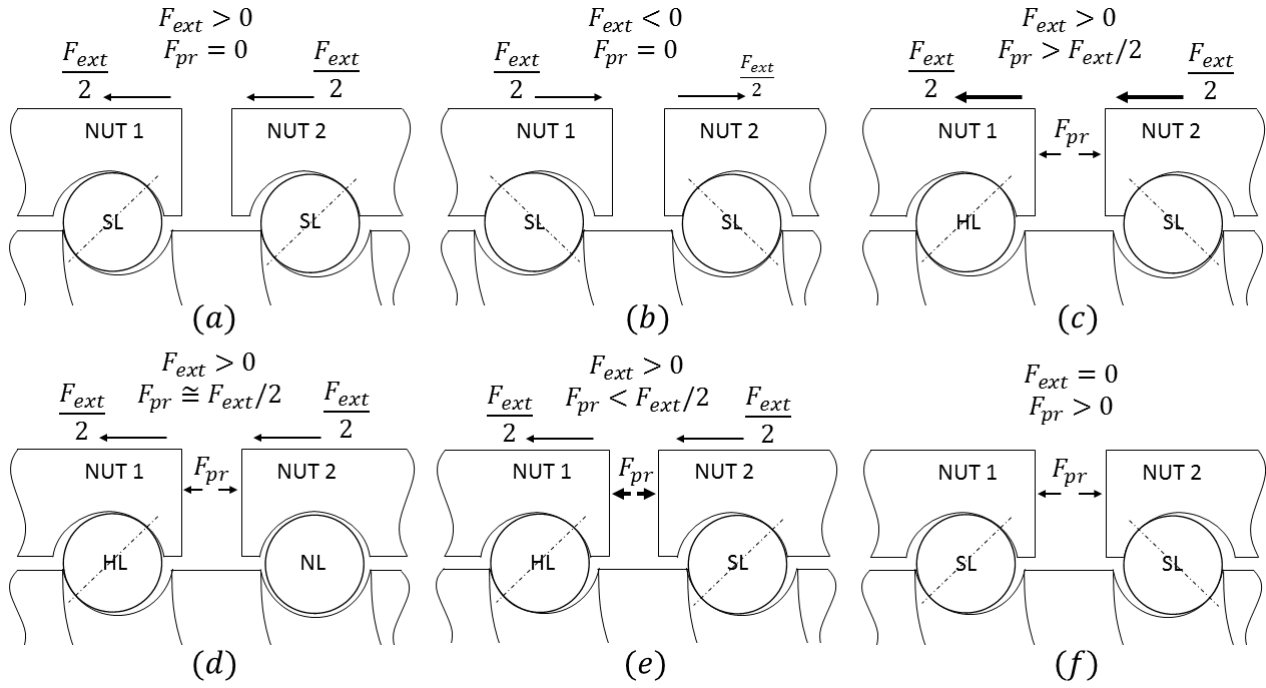 F_ext > 0
F_pr = 0
F_ext/2 F_ext/2
NUT 1 NUT 2
SL SL
(a)
F_ext < 0
F_pr = 0
F_ext/2 F_ext/2
NUT 1 NUT 2
SL SL
(b)
F_ext > 0
F_pr > F_ext/2
F_ext/2 F_ext/2
F_pr
NUT 1 NUT 2
HL SL
(c)
F_ext > 0
F_pr ≅ F_ext/2
F_ext/2 F_ext/2
F_pr
NUT 1 NUT 2
HL NL
(d)
F_ext > 0
F_pr < F_ext/2
F_ext/2 F_ext/2
F_pr
NUT 1 NUT 2
HL SL
(e)
F_ext = 0
F_pr > 0
NUT 1 F_pr NUT 2
SL SL
(f)